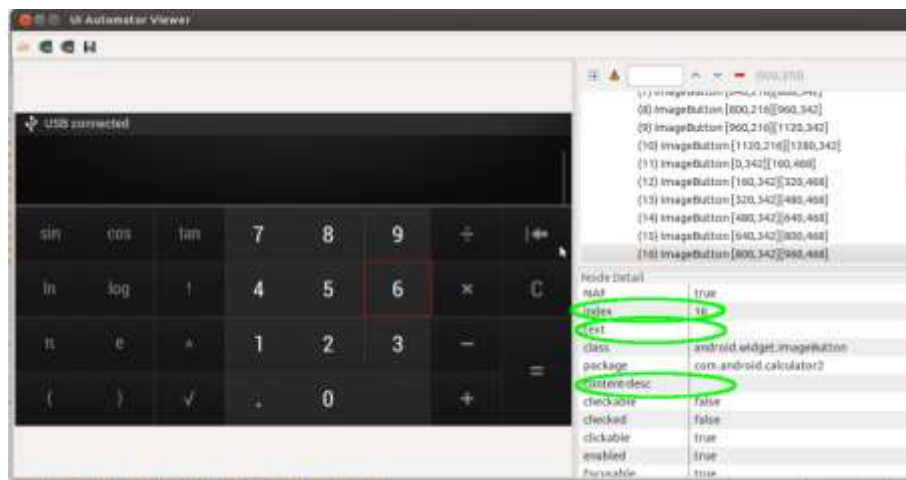 UI Automator Viewer
USB connected
sin cos tan 7 8 9 ÷
ln log ! 4 5 6 × C
π e ^ 1 2 3 − =
( ) √ . 0 +
(8) ImageButton [800,216][960,342]
(9) ImageButton [960,216][1120,342]
(10) ImageButton [1120,216][1280,342]
(11) ImageButton [0,342][160,468]
(12) ImageButton [160,342][320,468]
(13) ImageButton [320,342][480,468]
(14) ImageButton [480,342][640,468]
(15) ImageButton [640,342][800,468]
(16) ImageButton [800,342][960,468]
Node Detail
NAF true
index 16
text
class android.widget.ImageButton
package com.android.calculator2
content-desc
checkable false
checked false
clickable true
enabled true
focusable true